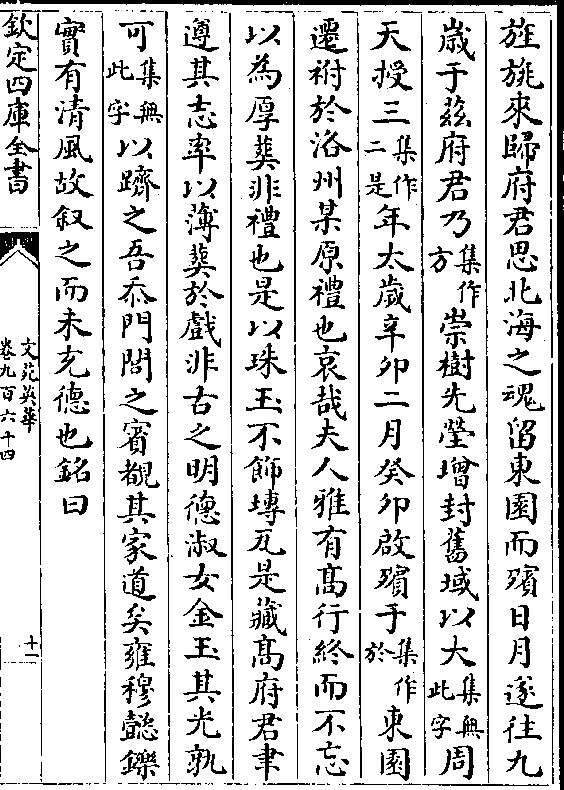 旌旐來歸府君思北海之魂留東園而殯日月遂往九
歳于兹府君乃集作方崇樹先塋增封舊域以大集無此字周
天授三集作二是年太歳辛卯二月癸卯啟殯于集作於東園
遷祔於洛州某原禮也哀哉夫人雅有髙行終而不忘
以為厚葬非禮也是以珠玉不飾塼瓦是藏髙府君聿
遵其志率以薄葬於戲非古之明德淑女金玉其光孰
可集無此字以躋之吾忝門閭之賓覩其家道矣雍穆懿鑠
實有清風故叙之而未充德也銘曰
欽定四庫全書
文苑英華
卷九百六十四
十一